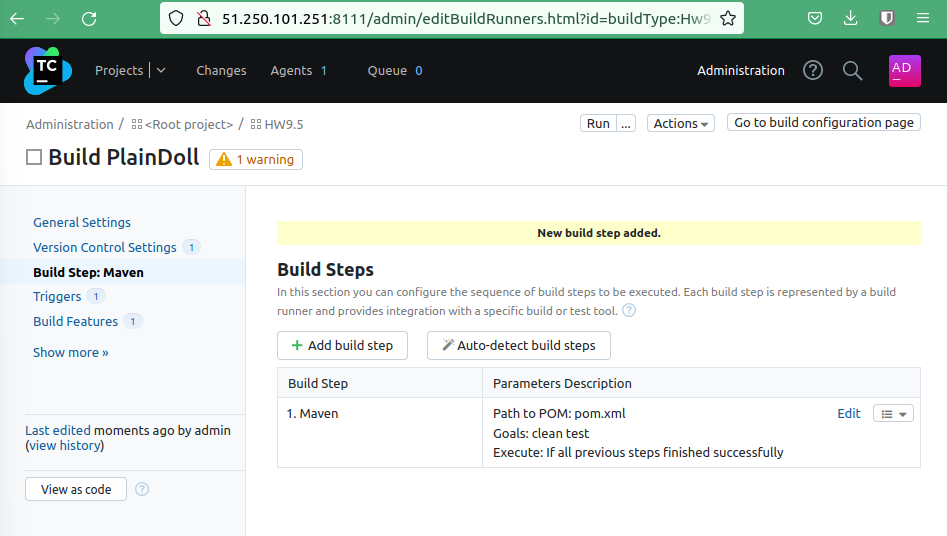 51.250.101.251:8111/admin/editBuildRunners.html?id=buildType:Hw9
TC
Projects
Changes
Agents 1
Queue 0
Administration
?
AD
Administration / <Root project> / HW9.5
Run ...
Actions
Go to build configuration page
Build PlainDoll
1 warning
General Settings
Version Control Settings 1
Build Step: Maven
Triggers 1
Build Features 1
Show more »
Last edited moments ago by admin
(view history)
View as code ?
New build step added.
Build Steps
In this section you can configure the sequence of build steps to be executed. Each build step is represented by a build
runner and provides integration with a specific build or test tool. ?
+ Add build step
Auto-detect build steps
Build Step Parameters Description
1. Maven Path to POM: pom.xml Edit
Goals: clean test
Execute: If all previous steps finished successfully